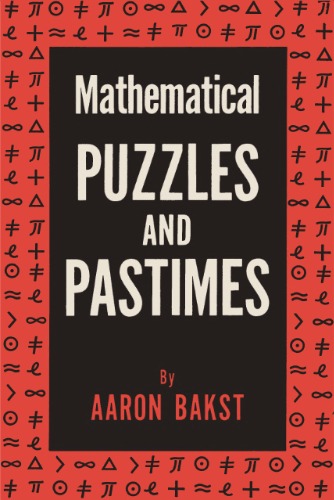 Mathematical
PUZZLES
AND
PASTIMES
By
AARON BAKST